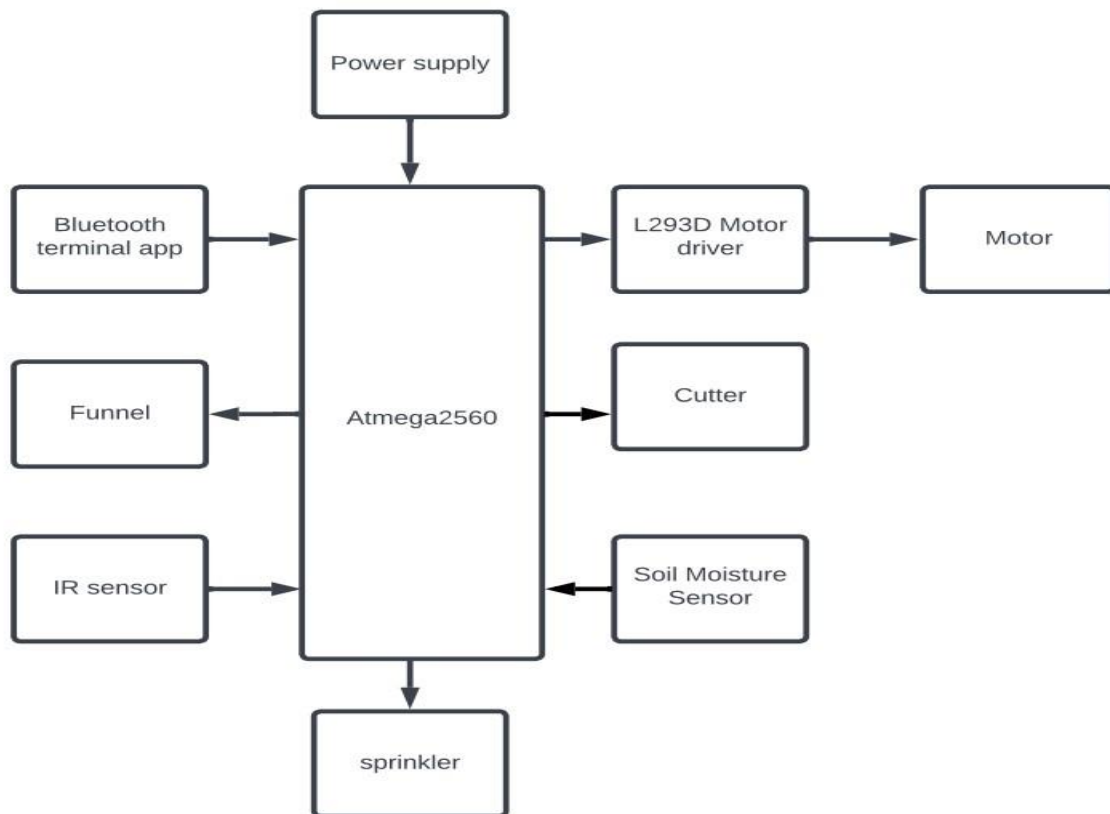 Power supply
Bluetooth
terminal app
L293D Motor
driver
Motor
Funnel
Atmega2560
Cutter
IR sensor
Soil Moisture
Sensor
sprinkler